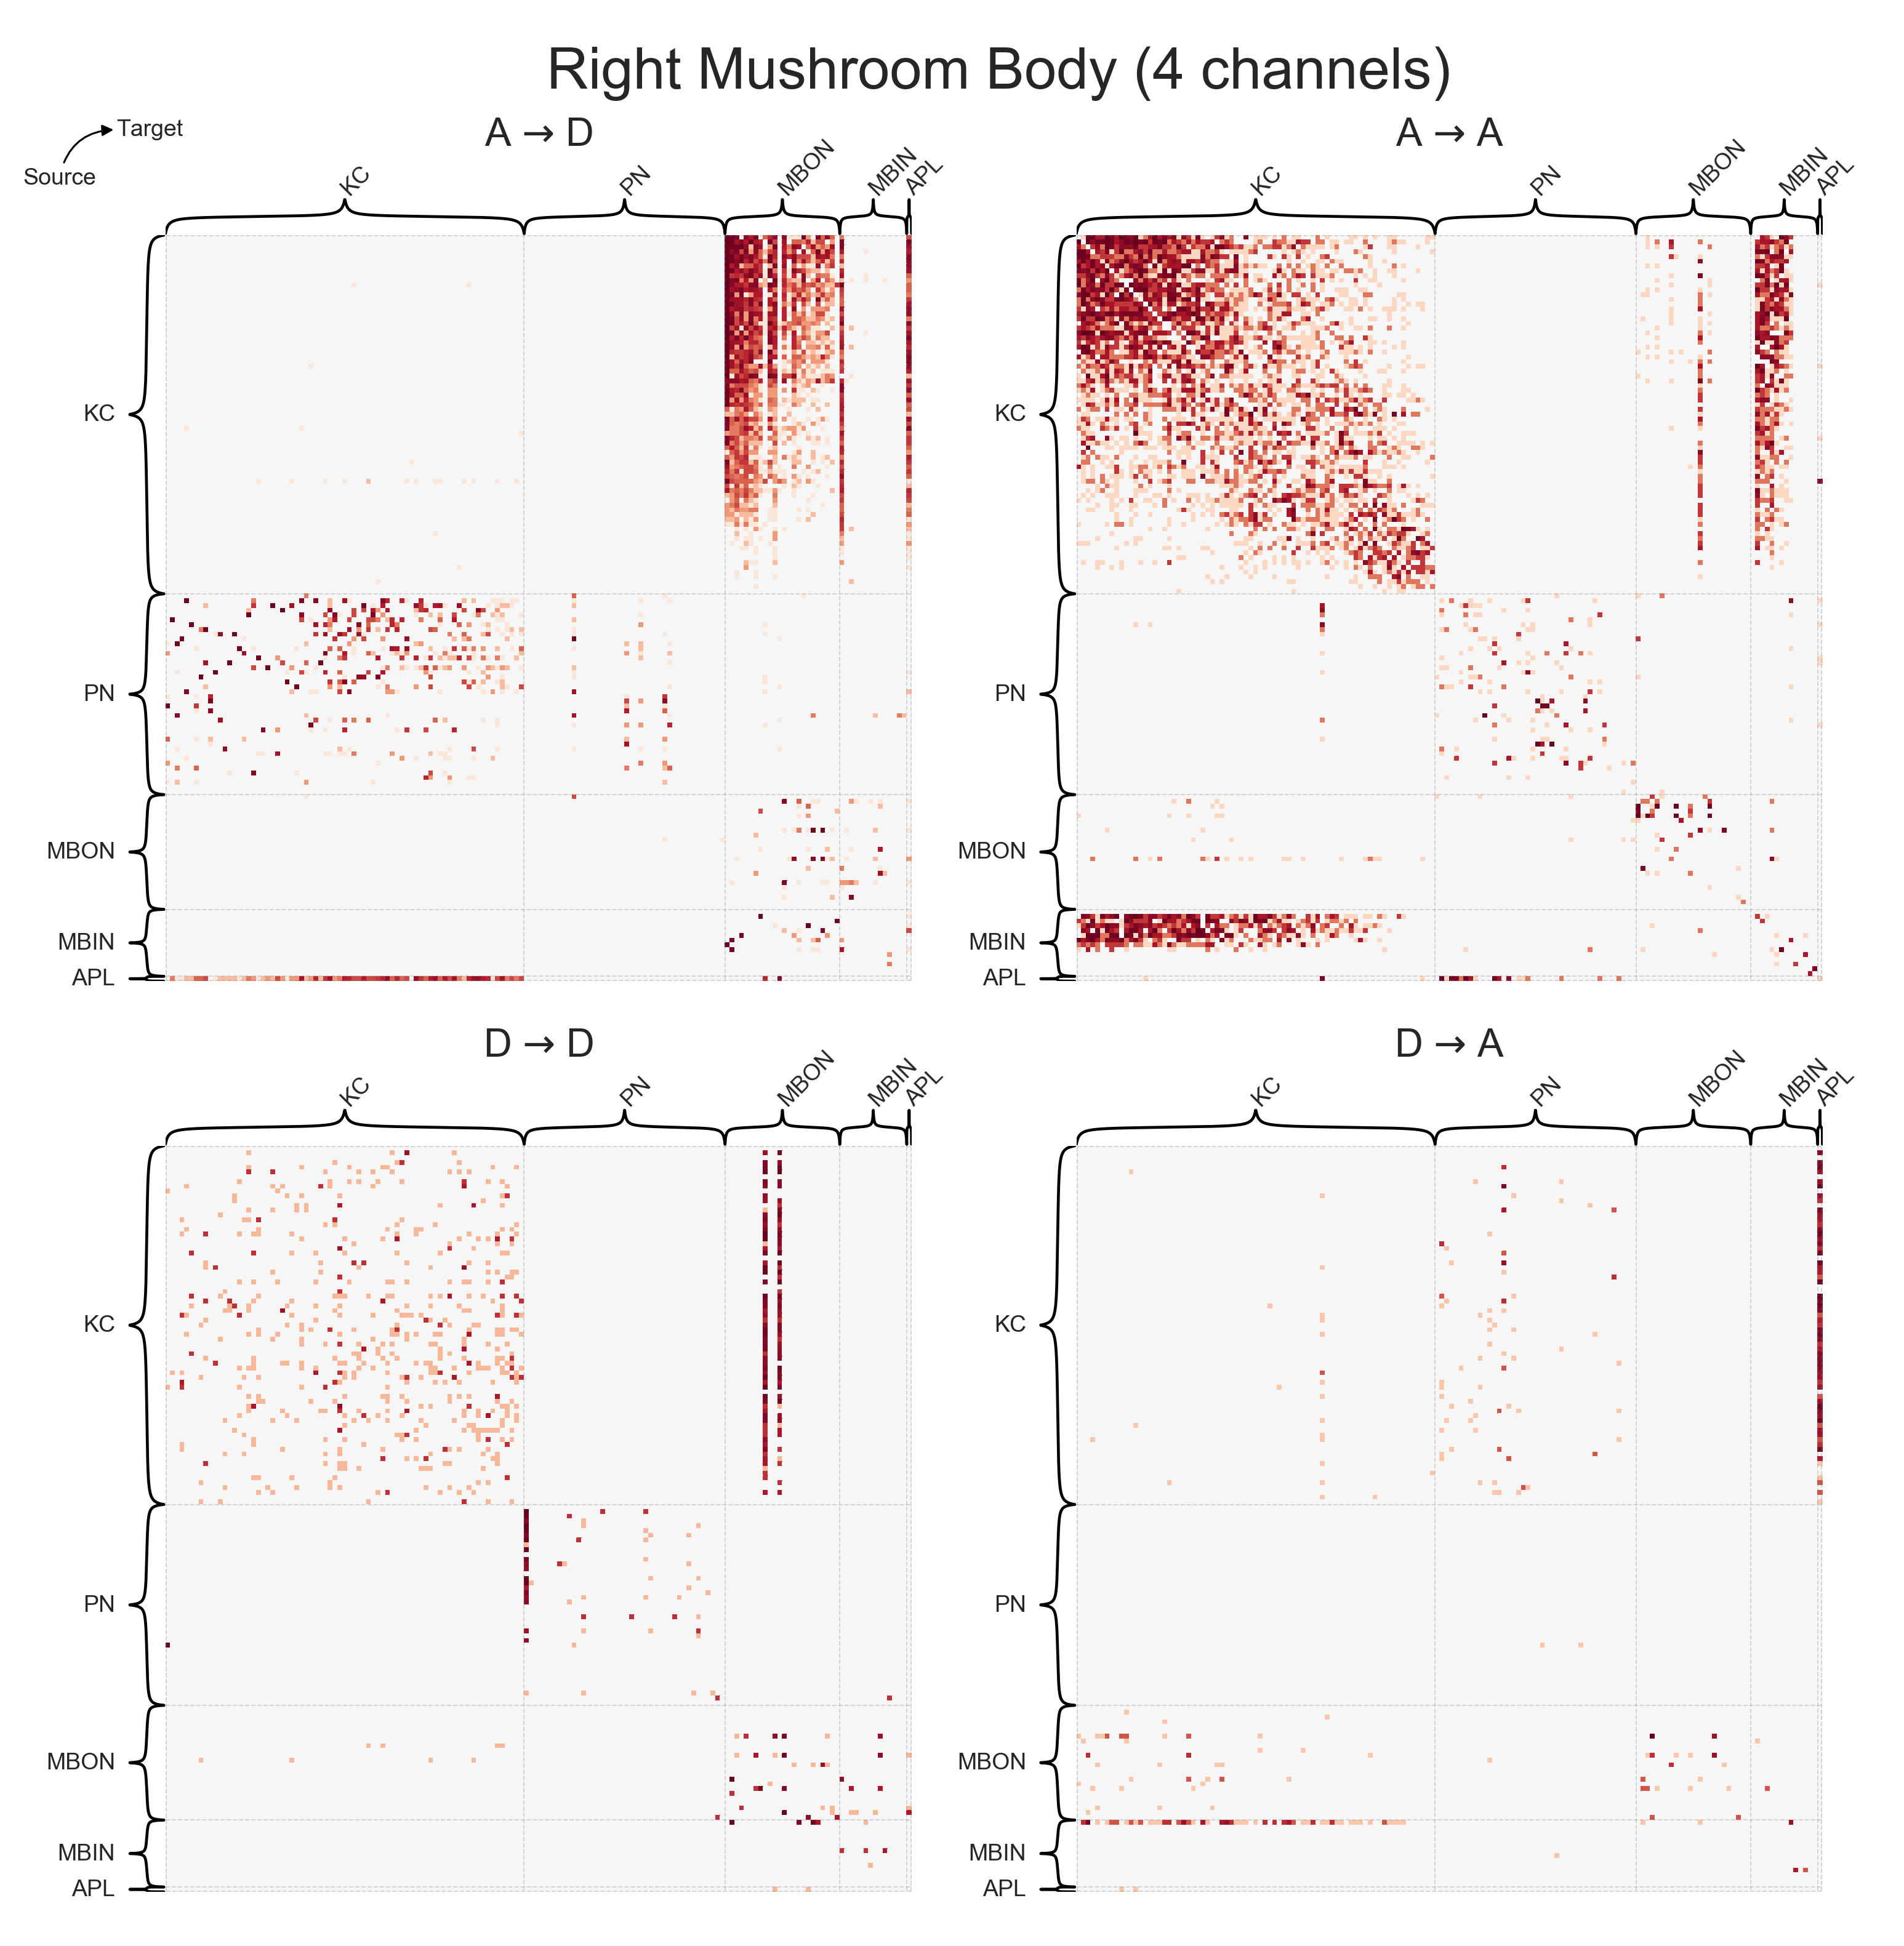 Right Mushroom Body (4 channels)
Target
Source
A → D
KC
PN
MBON
MBIN
APL
KC
PN
MBON
MBIN
APL
A → A
KC
PN
MBON
MBIN
APL
KC
PN
MBON
MBIN
APL
D → D
KC
PN
MBON
MBIN
APL
KC
PN
MBON
MBIN
APL
D → A
KC
PN
MBON
MBIN
APL
KC
PN
MBON
MBIN
APL